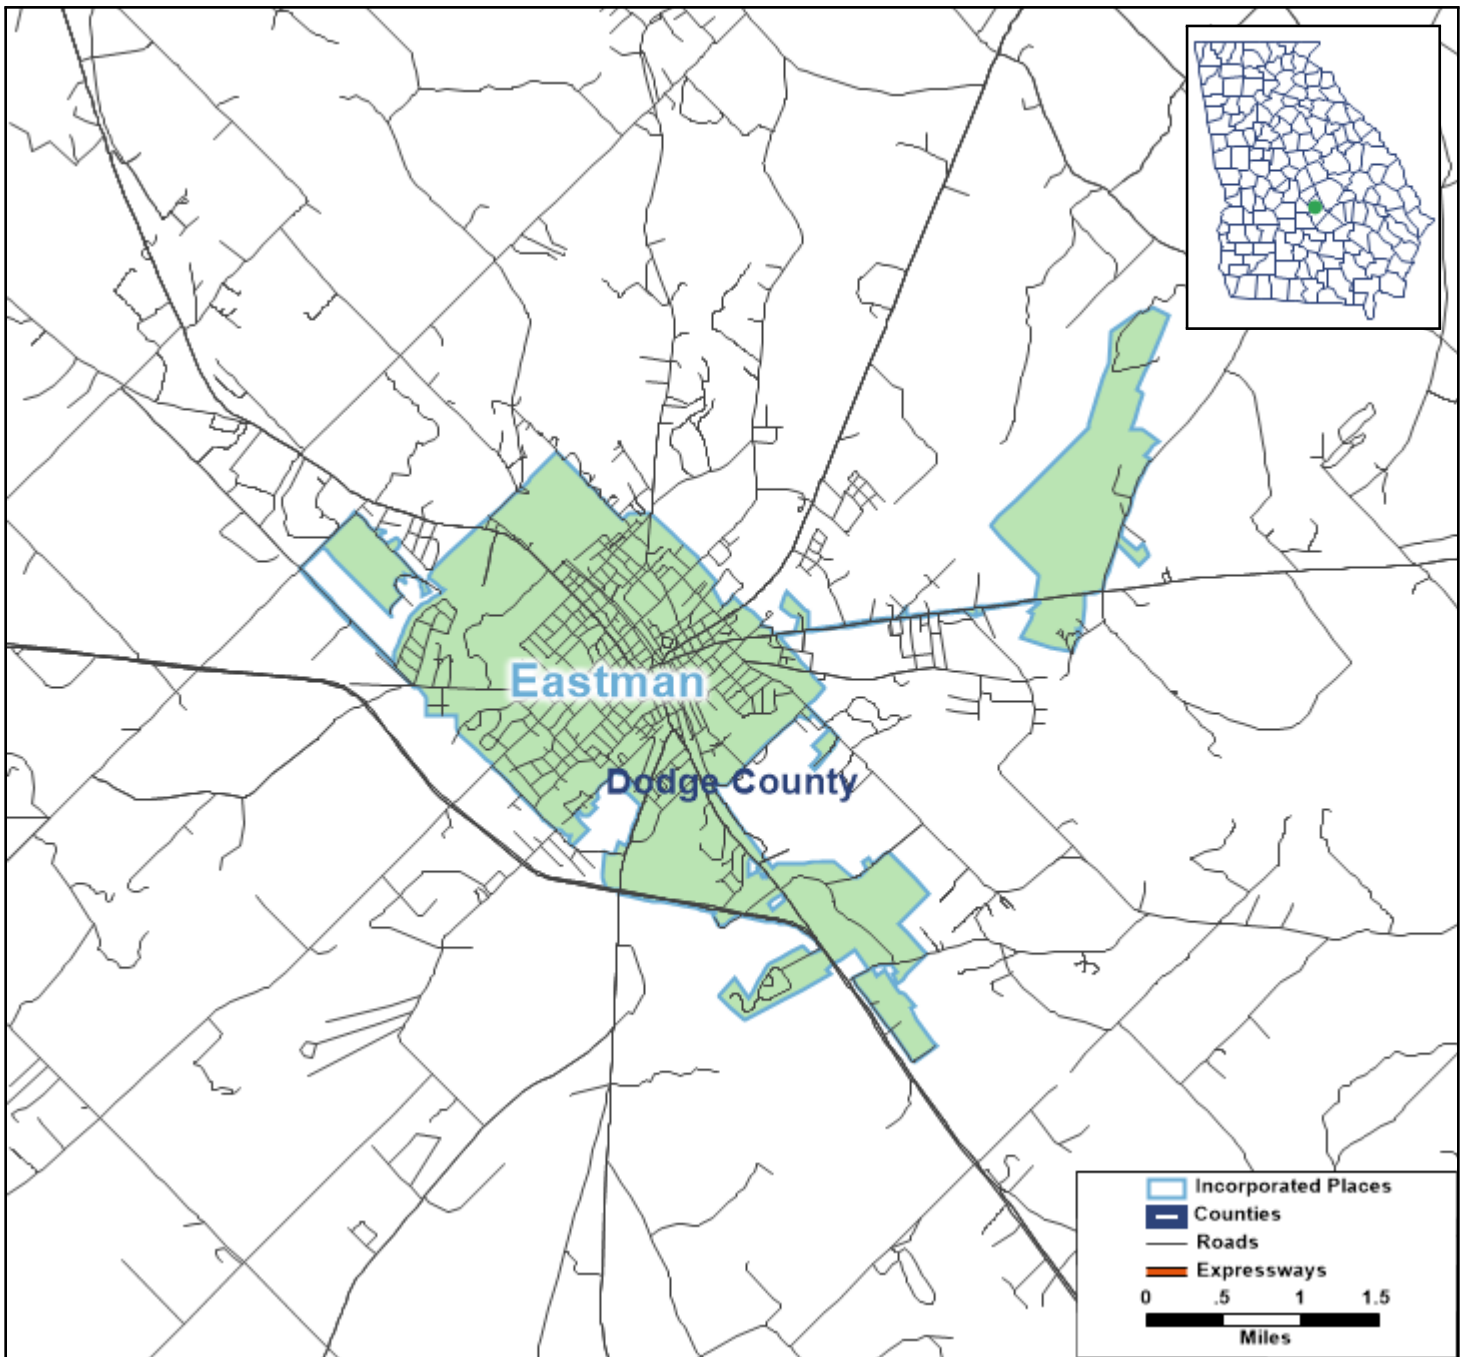 Eastman
Dodge County
Incorporated Places
Counties
Roads
Expressways
0 .5 1 1.5
Miles